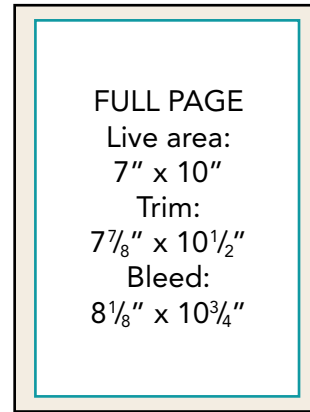 FULL PAGE
Live area:
7” x 10”
Trim:
7⅞” x 10½”
Bleed:
8⅛” x 10¾”